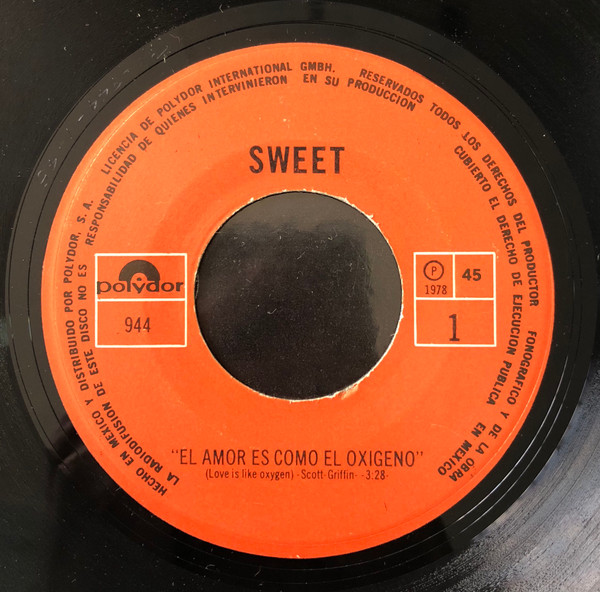 HECHO EN MEXICO Y DISTRIBUIDO POR POLYDOR, S. A. LICENCIA DE POLYDOR INTERNATIONAL GMBH. RESERVADOS TODOS LOS DERECHOS DEL PRODUCTOR FONOGRAFICO Y DE LA OBRA
LA RADIODIFUSION DE ESTE DISCO NO ES RESPONSABILIDAD DE QUIENES INTERVINIERON EN SU PRODUCCION CUBIERTO EL DERECHO DE EJECUCION PUBLICA EN MEXICO
SWEET
polydor
944
P 45
1978
1
"EL AMOR ES COMO EL OXIGENO"
(Love is like oxygen) -Scott-Griffin- -3:28-